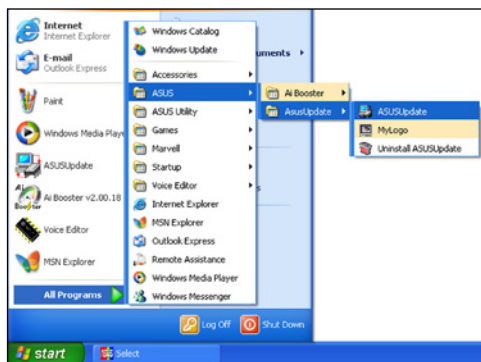 Internet
Internet Explorer
E-mail
Outlook Express
Paint
Windows Media Playe
ASUSUpdate
Ai Booster v2.00.18
Voice Editor
MSN Explorer
All Programs
Windows Catalog
Windows Update
Accessories
ASUS
ASUS Utility
Games
Marvell
Startup
Voice Editor
Internet Explorer
MSN Explorer
Outlook Express
Remote Assistance
Windows Media Player
Windows Messenger
uments
s
Ai Booster
AsusUpdate
ASUSUpdate
MyLogo
Uninstall ASUSUpdate
Log Off
Shut Down
start
Select